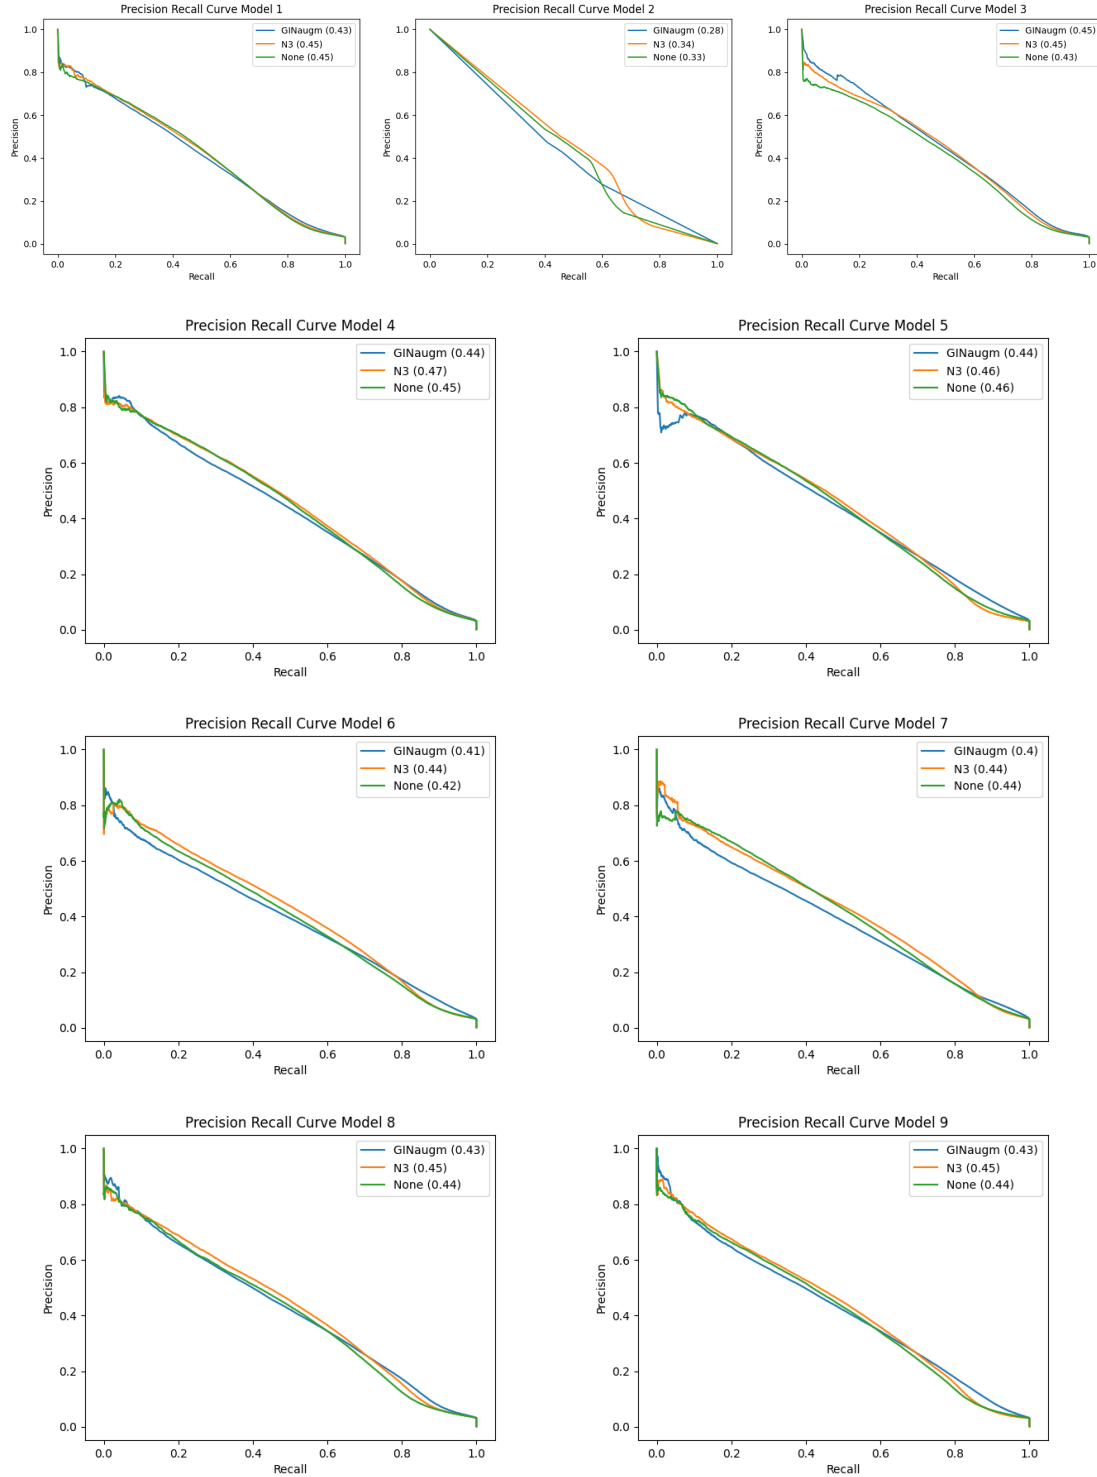 Precision Recall Curve Model 1
GINaugm (0.43)
N3 (0.45)
None (0.45)
Precision
1.0
0.8
0.6
0.4
0.2
0.0
0.0 0.2 0.4 0.6 0.8 1.0
Recall
Precision Recall Curve Model 2
GINaugm (0.28)
N3 (0.34)
None (0.33)
Precision
1.0
0.8
0.6
0.4
0.2
0.0
0.0 0.2 0.4 0.6 0.8 1.0
Recall
Precision Recall Curve Model 3
GINaugm (0.45)
N3 (0.45)
None (0.43)
Precision
1.0
0.8
0.6
0.4
0.2
0.0
0.0 0.2 0.4 0.6 0.8 1.0
Recall
Precision Recall Curve Model 4
GINaugm (0.44)
N3 (0.47)
None (0.45)
Precision
1.0
0.8
0.6
0.4
0.2
0.0
0.0 0.2 0.4 0.6 0.8 1.0
Recall
Precision Recall Curve Model 5
GINaugm (0.44)
N3 (0.46)
None (0.46)
Precision
1.0
0.8
0.6
0.4
0.2
0.0
0.0 0.2 0.4 0.6 0.8 1.0
Recall
Precision Recall Curve Model 6
GINaugm (0.41)
N3 (0.44)
None (0.42)
Precision
1.0
0.8
0.6
0.4
0.2
0.0
0.0 0.2 0.4 0.6 0.8 1.0
Recall
Precision Recall Curve Model 7
GINaugm (0.4)
N3 (0.44)
None (0.44)
Precision
1.0
0.8
0.6
0.4
0.2
0.0
0.0 0.2 0.4 0.6 0.8 1.0
Recall
Precision Recall Curve Model 8
GINaugm (0.43)
N3 (0.45)
None (0.44)
Precision
1.0
0.8
0.6
0.4
0.2
0.0
0.0 0.2 0.4 0.6 0.8 1.0
Recall
Precision Recall Curve Model 9
GINaugm (0.43)
N3 (0.45)
None (0.44)
Precision
1.0
0.8
0.6
0.4
0.2
0.0
0.0 0.2 0.4 0.6 0.8 1.0
Recall